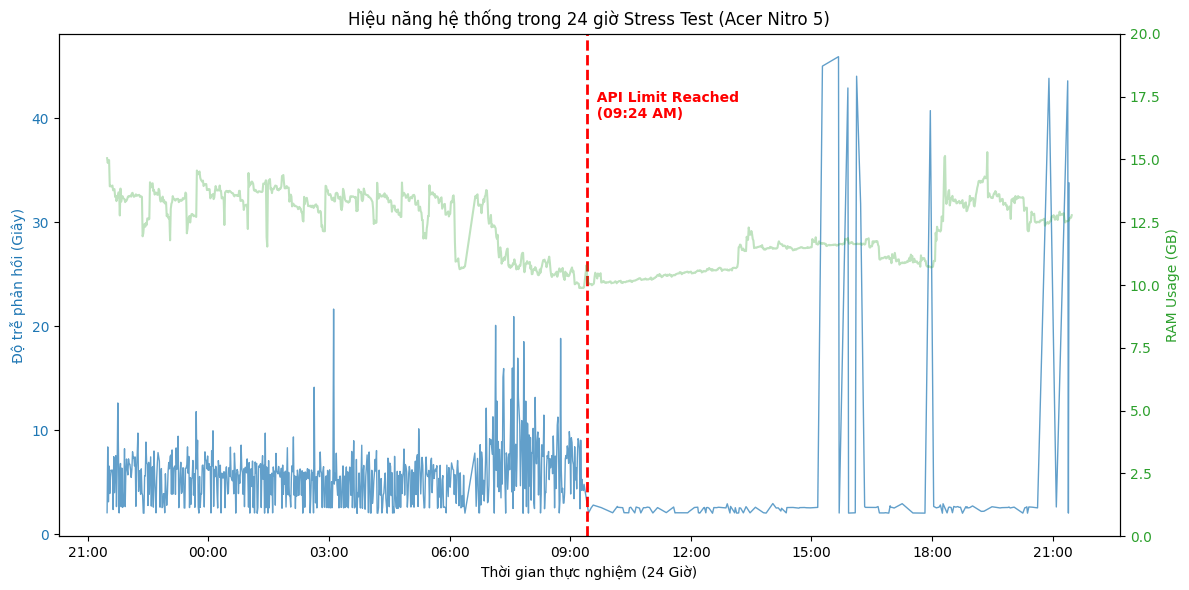 Hiệu năng hệ thống trong 24 giờ Stress Test (Acer Nitro 5)
Độ trễ phản hồi (Giây)
40
30
20
10
0
API Limit Reached
(09:24 AM)
20.0
17.5
15.0
12.5
10.0
7.5
5.0
2.5
0.0
RAM Usage (GB)
21:00 00:00 03:00 06:00 09:00 12:00 15:00 18:00 21:00
Thời gian thực nghiệm (24 Giờ)